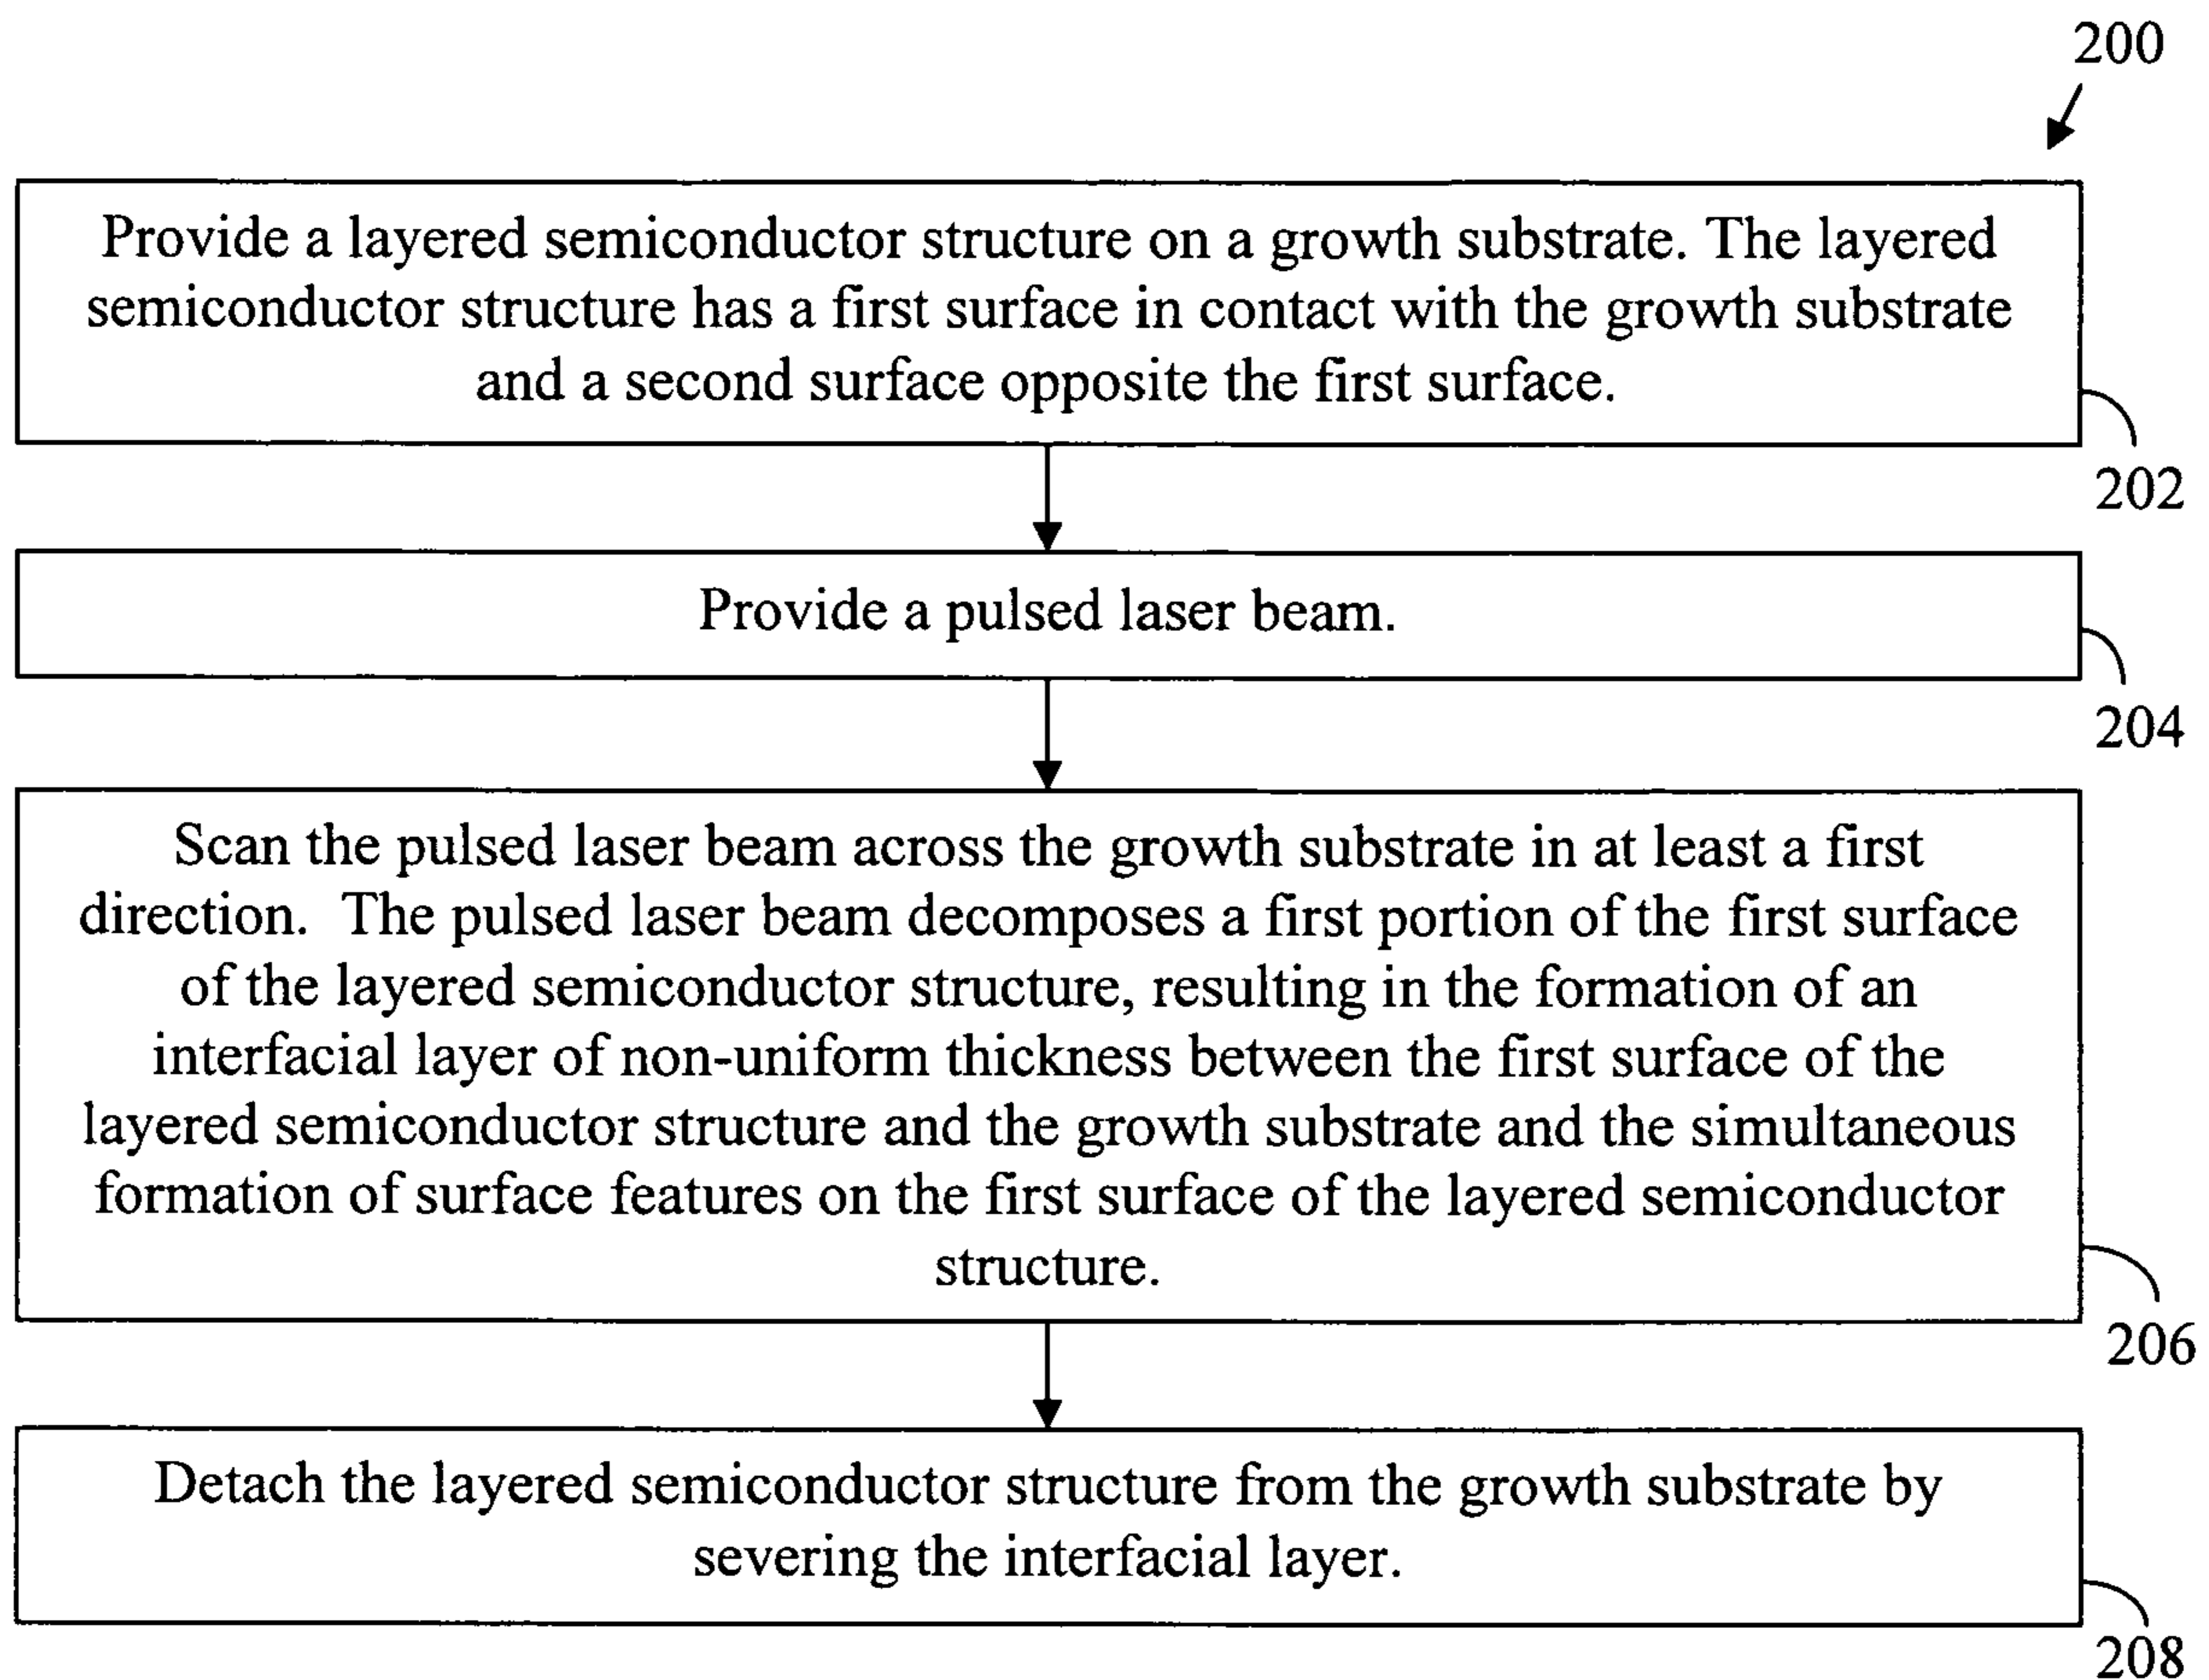 200
Provide a layered semiconductor structure on a growth substrate. The layered
semiconductor structure has a first surface in contact with the growth substrate
and a second surface opposite the first surface.
202
Provide a pulsed laser beam.
204
Scan the pulsed laser beam across the growth substrate in at least a first
direction.  The pulsed laser beam decomposes a first portion of the first surface
of the layered semiconductor structure, resulting in the formation of an
interfacial layer of non-uniform thickness between the first surface of the
layered semiconductor structure and the growth substrate and the simultaneous
formation of surface features on the first surface of the layered semiconductor
structure.
206
Detach the layered semiconductor structure from the growth substrate by
severing the interfacial layer.
208